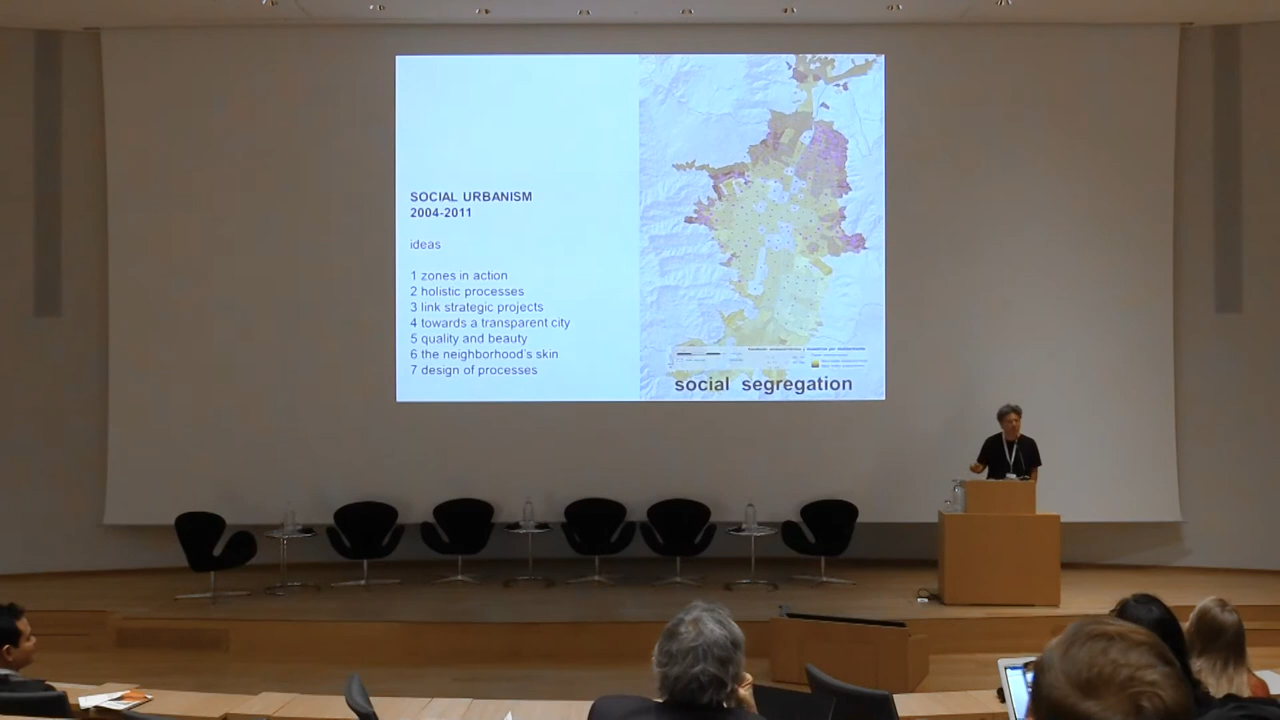 SOCIAL URBANISM
2004-2011
ideas
1 zones in action
2 holistic processes
3 link strategic projects
4 towards a transparent city
5 quality and beauty
6 the neighborhood's skin
7 design of processes
social segregation